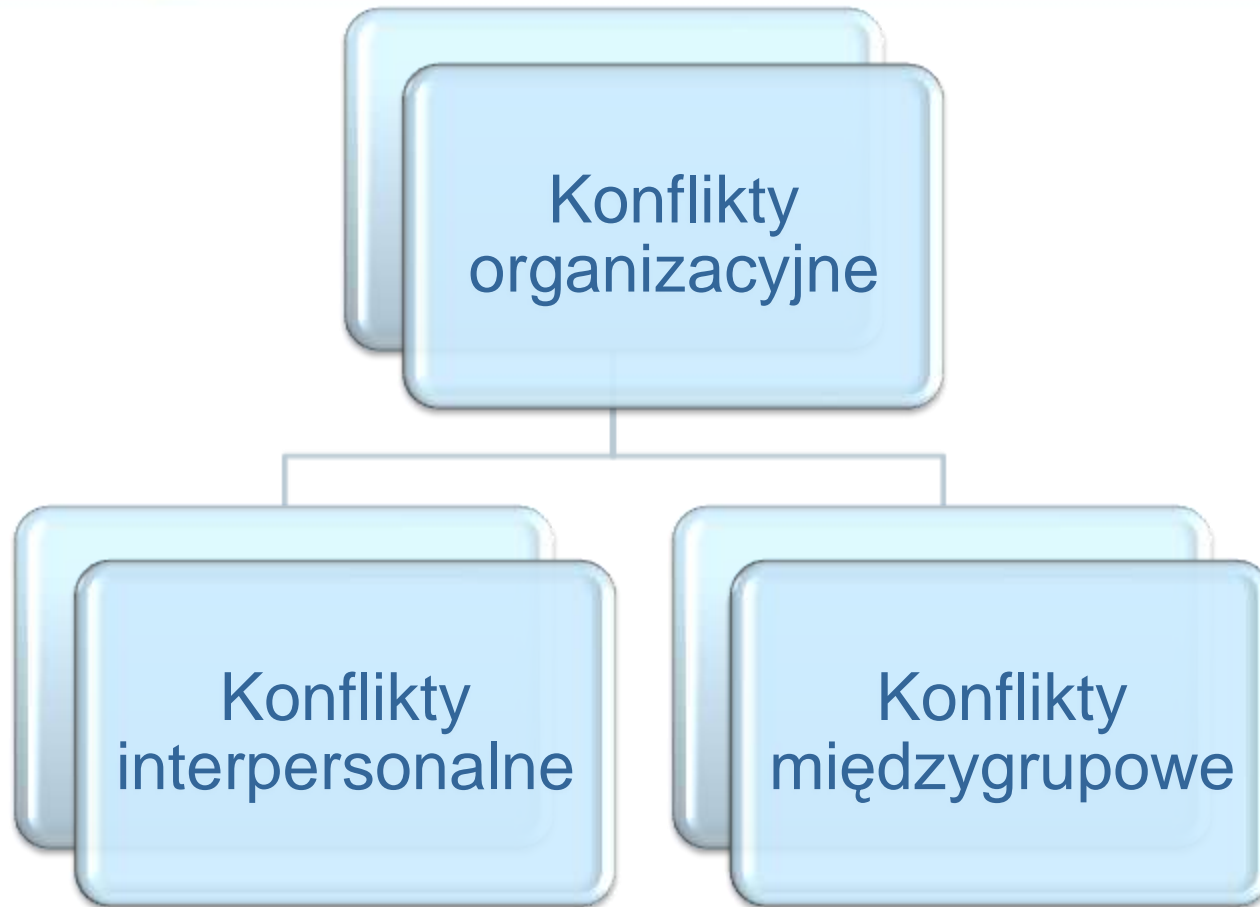 Konflikty
organizacyjne
Konflikty
interpersonalne
Konflikty
międzygrupowe